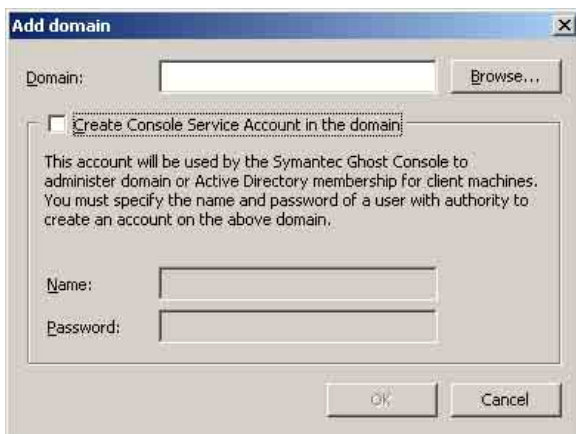 Add domain
Domain:
Browse...
Create Console Service Account in the domain
This account will be used by the Symantec Ghost Console to
administer domain or Active Directory membership for client machines.
You must specify the name and password of a user with authority to
create an account on the above domain.
Name:
Password:
OK
Cancel